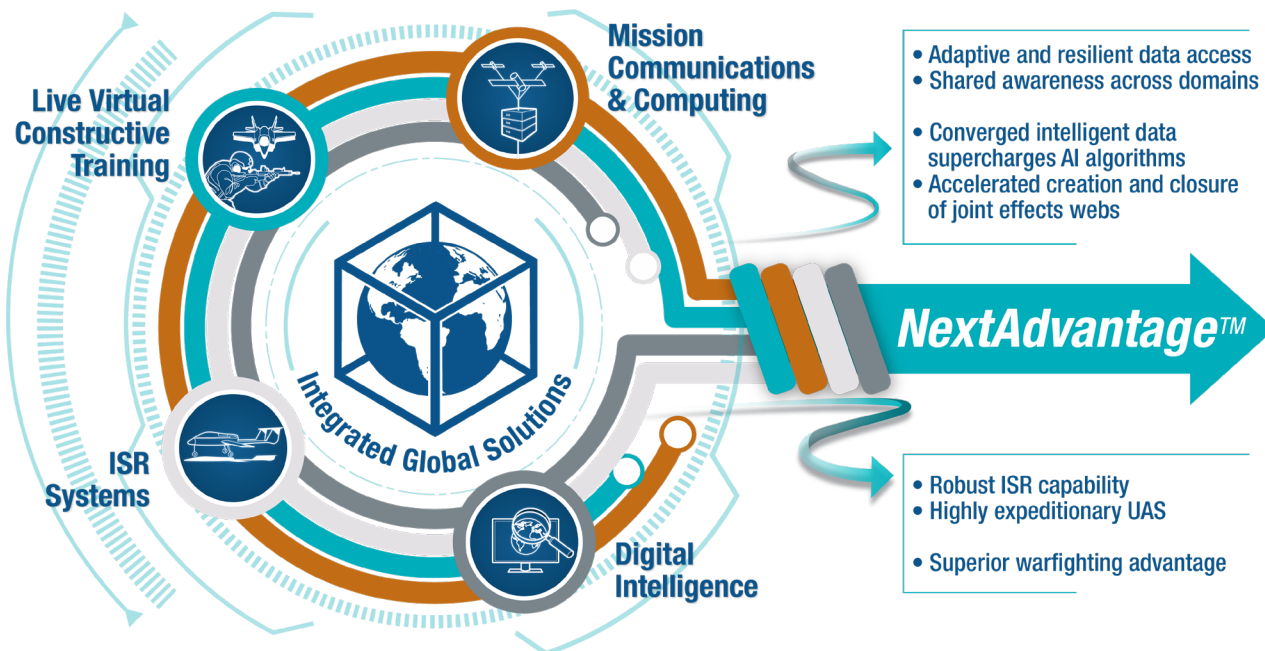 Mission
Communications
& Computing
Live Virtual
Constructive
Training
ISR
Systems
Digital
Intelligence
Integrated Global Solutions
NextAdvantage™
• Adaptive and resilient data access
• Shared awareness across domains
• Converged intelligent data
supercharges AI algorithms
• Accelerated creation and closure
of joint effects webs
• Robust ISR capability
• Highly expeditionary UAS
• Superior warfighting advantage